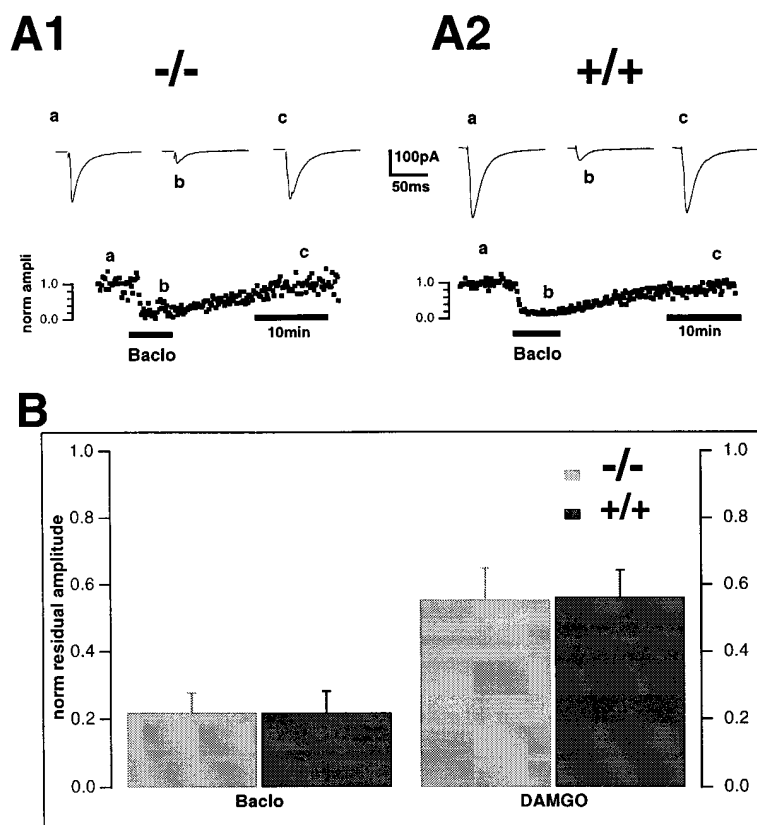 A1
-/-
a
b
c
100pA
50ms
norm ampli
1.0
0.0
a
b
c
Baclo
10min
A2
+/+
a
b
c
1.0
0.0
a
b
c
Baclo
10min
B
norm residual amplitude
1.0
0.8
0.6
0.4
0.2
0.0
-/-
+/+
1.0
0.8
0.6
0.4
0.2
0.0
Baclo
DAMGO